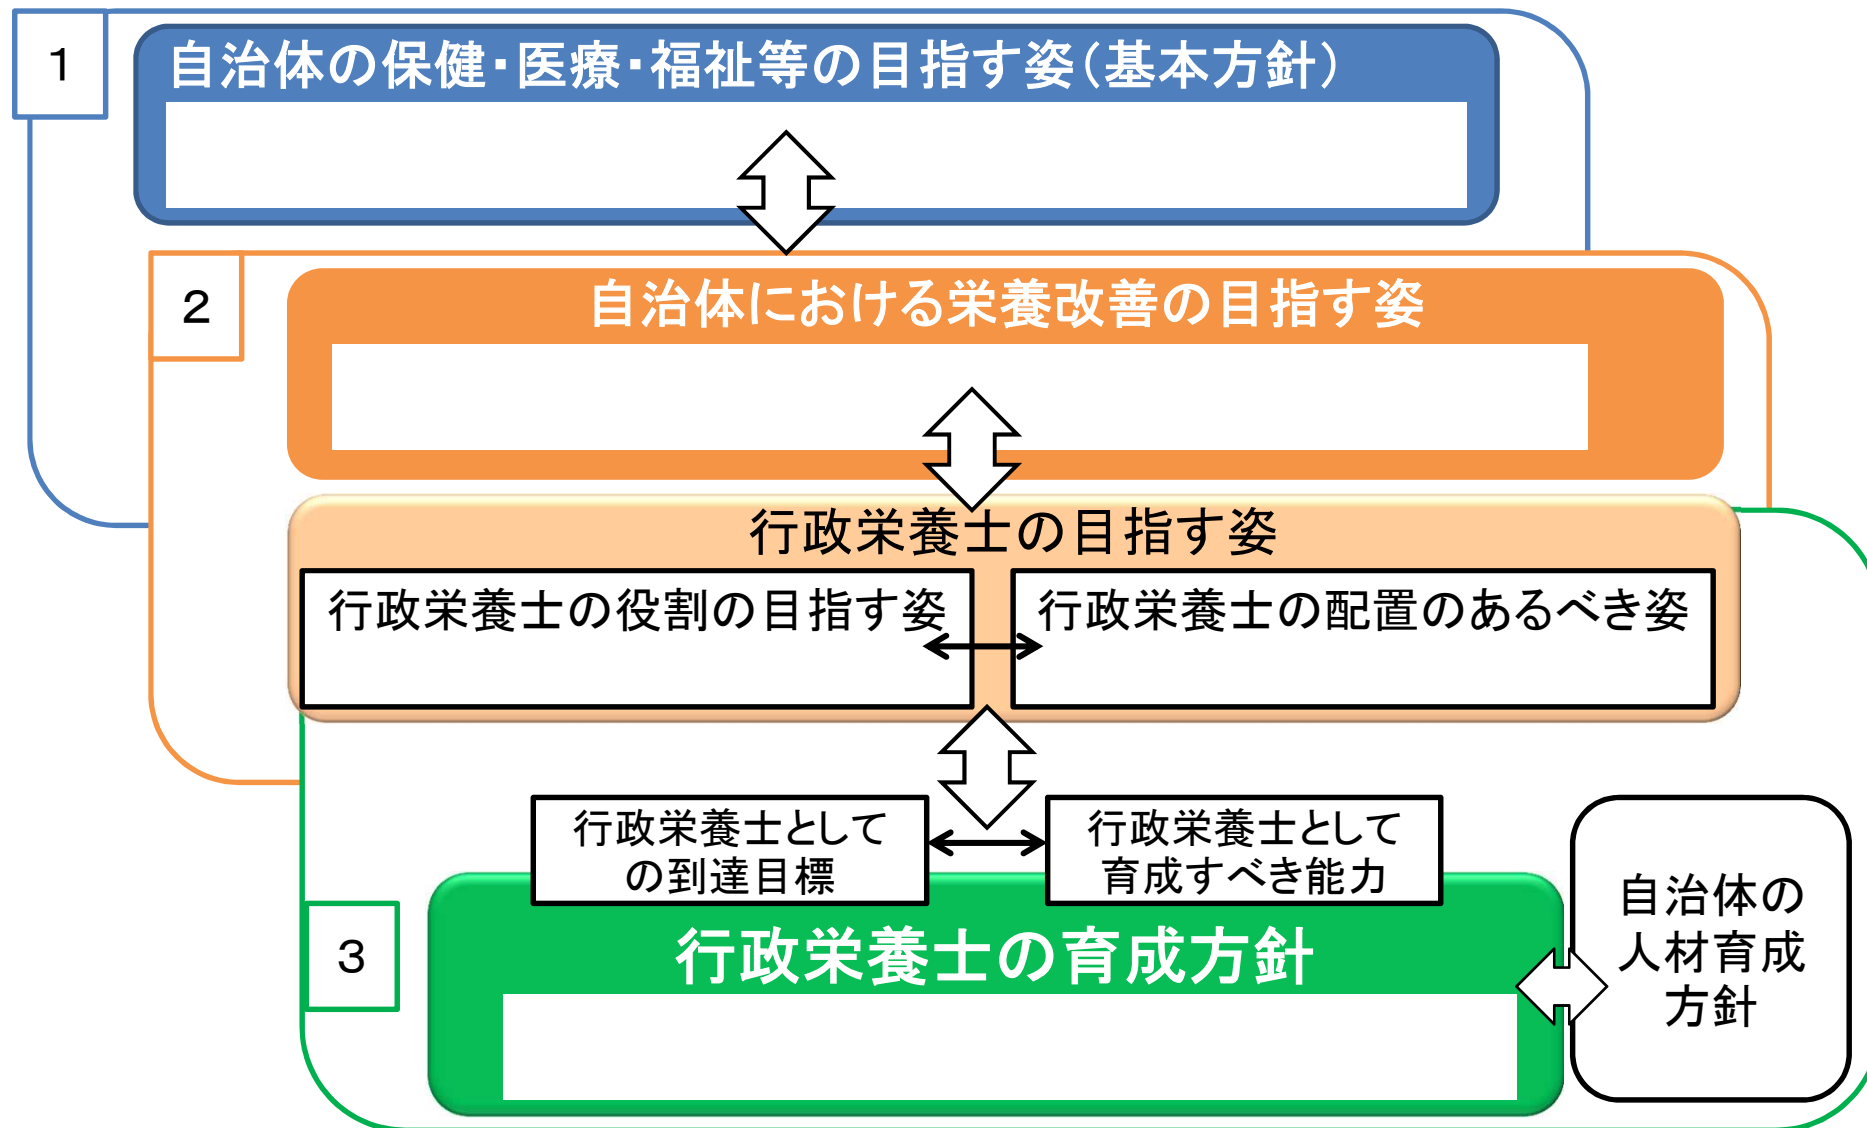 1
自治体の保健・医療・福祉等の目指す姿（基本方針）
2
自治体における栄養改善の目指す姿
行政栄養士の目指す姿
行政栄養士の役割の目指す姿
行政栄養士の配置のあるべき姿
行政栄養士として
の到達目標
行政栄養士として
育成すべき能力
3
行政栄養士の育成方針
自治体の
人材育成
方針